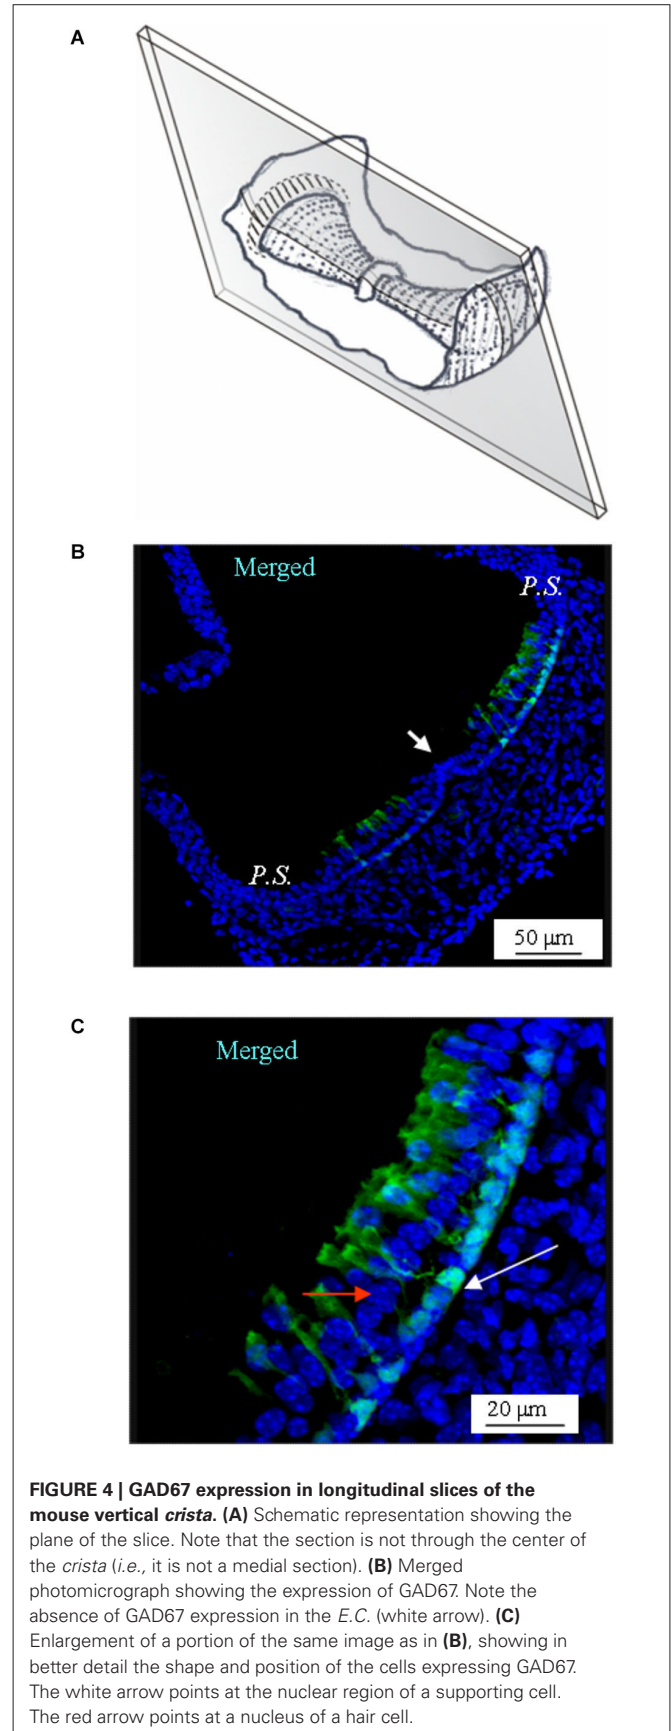 A
B
Merged
P.S.
P.S.
50 µm
C
Merged
20 µm
FIGURE 4 | GAD67 expression in longitudinal slices of the
mouse vertical crista. (A) Schematic representation showing the
plane of the slice. Note that the section is not through the center of
the crista (i.e., it is not a medial section). (B) Merged
photomicrograph showing the expression of GAD67. Note the
absence of GAD67 expression in the E.C. (white arrow). (C)
Enlargement of a portion of the same image as in (B), showing in
better detail the shape and position of the cells expressing GAD67.
The white arrow points at the nuclear region of a supporting cell.
The red arrow points at a nucleus of a hair cell.